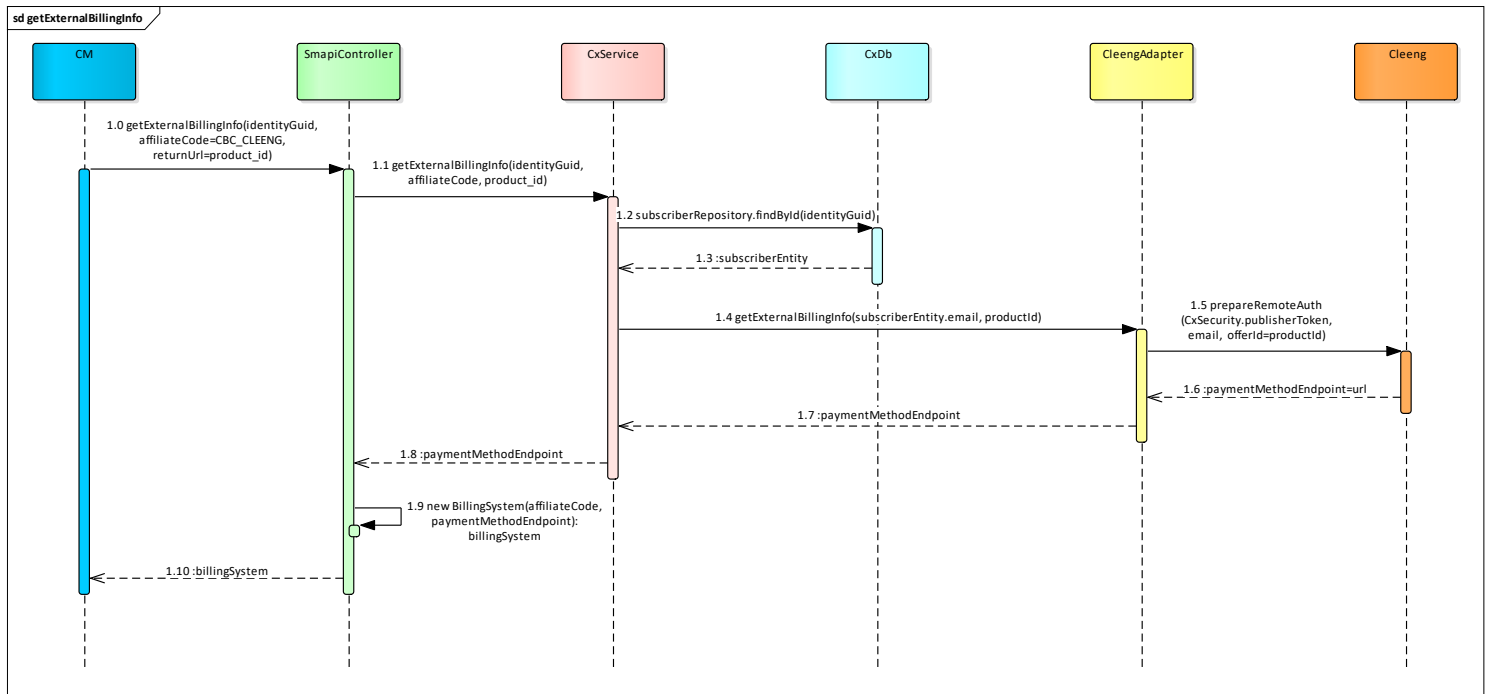 sd getExternalBillingInfo
CM
SmapiController
CxService
CxDb
CleengAdapter
Cleeng
1.0 getExternalBillingInfo(identityGuid,
affiliateCode=CBC_CLEENG,
returnUrl=product_id)
1.1 getExternalBillingInfo(identityGuid,
affiliateCode, product_id)
1.2 subscriberRepository.findById(identityGuid)
1.3 :subscriberEntity
1.4 getExternalBillingInfo(subscriberEntity.email, productId)
1.5 prepareRemoteAuth
(CxSecurity.publisherToken,
email, offerId=productId)
1.6 :paymentMethodEndpoint=url
1.7 :paymentMethodEndpoint
1.8 :paymentMethodEndpoint
1.9 new BillingSystem(affiliateCode,
paymentMethodEndpoint):
billingSystem
1.10 :billingSystem